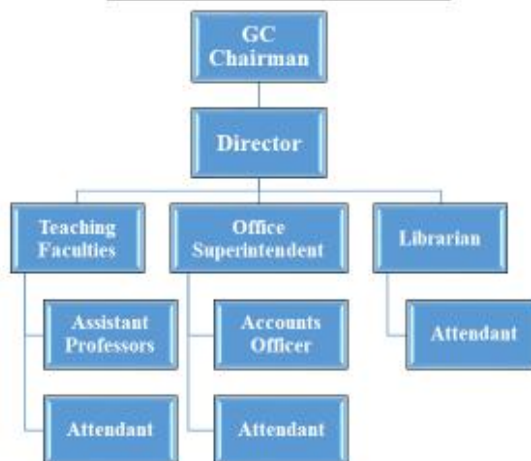 GC
Chairman
Director
Teaching
Faculties
Office
Superintendent
Librarian
Assistant
Professors
Accounts
Officer
Attendant
Attendant
Attendant